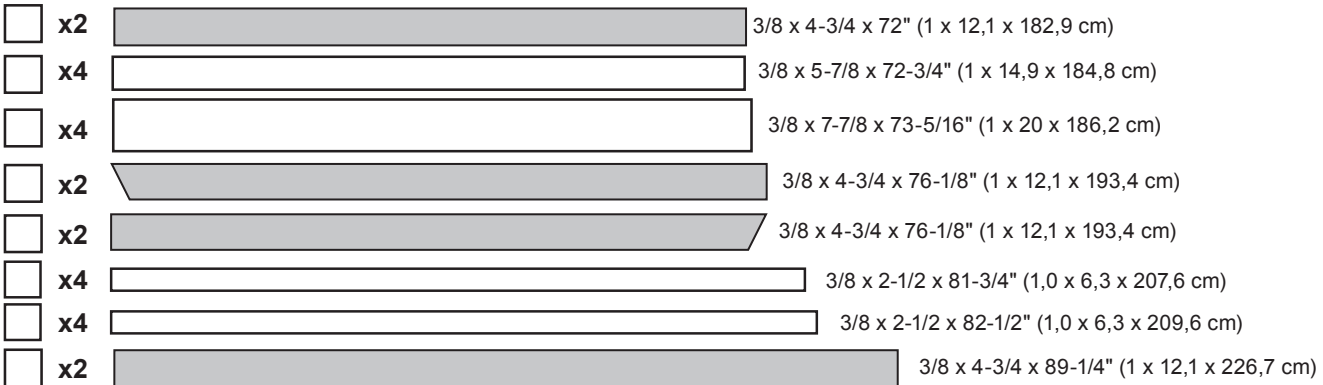 x2 3/8 x 4-3/4 x 72" (1 x 12,1 x 182,9 cm)
x4 3/8 x 5-7/8 x 72-3/4" (1 x 14,9 x 184,8 cm)
x4 3/8 x 7-7/8 x 73-5/16" (1 x 20 x 186,2 cm)
x2 3/8 x 4-3/4 x 76-1/8" (1 x 12,1 x 193,4 cm)
x2 3/8 x 4-3/4 x 76-1/8" (1 x 12,1 x 193,4 cm)
x4 3/8 x 2-1/2 x 81-3/4" (1,0 x 6,3 x 207,6 cm)
x4 3/8 x 2-1/2 x 82-1/2" (1,0 x 6,3 x 209,6 cm)
x2 3/8 x 4-3/4 x 89-1/4" (1 x 12,1 x 226,7 cm)